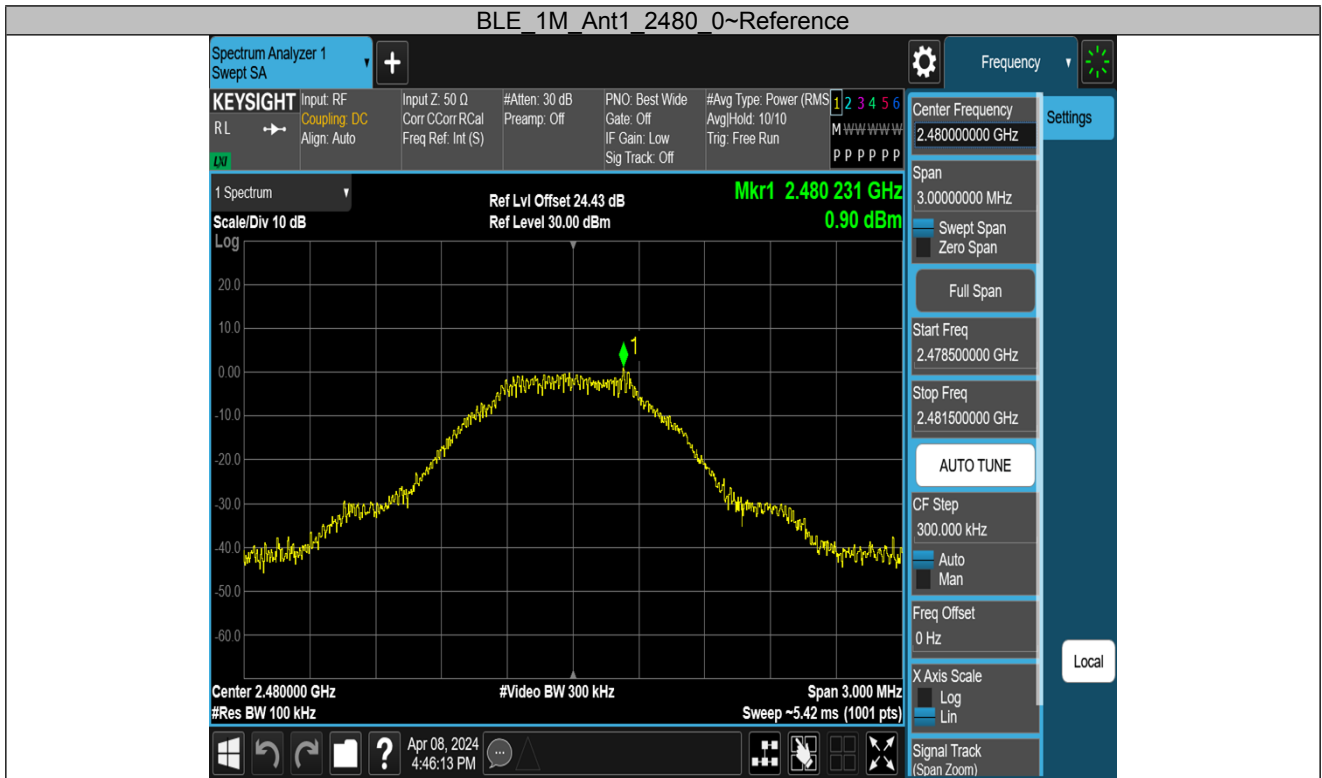 BLE_1M_Ant1_2480_0~Reference
Spectrum Analyzer 1
Swept SA
+
Frequency
KEYSIGHT
RL
LXI
Input: RF
Coupling: DC
Align: Auto
Input Z: 50 Ω
Corr CCorr RCal
Freq Ref: Int (S)
#Atten: 30 dB
Preamp: Off
PNO: Best Wide
Gate: Off
IF Gain: Low
Sig Track: Off
#Avg Type: Power (RMS
Avg|Hold: 10/10
Trig: Free Run
1 2 3 4 5 6
M W W W W W
P P P P P P
1 Spectrum
Scale/Div 10 dB
Ref Lvl Offset 24.43 dB
Ref Level 30.00 dBm
Mkr1 2.480 231 GHz
0.90 dBm
Log
20.0
10.0
0.00
-10.0
-20.0
-30.0
-40.0
-50.0
-60.0
1
Center 2.480000 GHz
#Res BW 100 kHz
#Video BW 300 kHz
Span 3.000 MHz
Sweep ~5.42 ms (1001 pts)
Center Frequency
2.480000000 GHz
Span
3.00000000 MHz
Swept Span
Zero Span
Full Span
Start Freq
2.478500000 GHz
Stop Freq
2.481500000 GHz
AUTO TUNE
CF Step
300.000 kHz
Auto
Man
Freq Offset
0 Hz
X Axis Scale
Log
Lin
Signal Track
(Span Zoom)
Settings
Local
?
Apr 08, 2024
4:46:13 PM